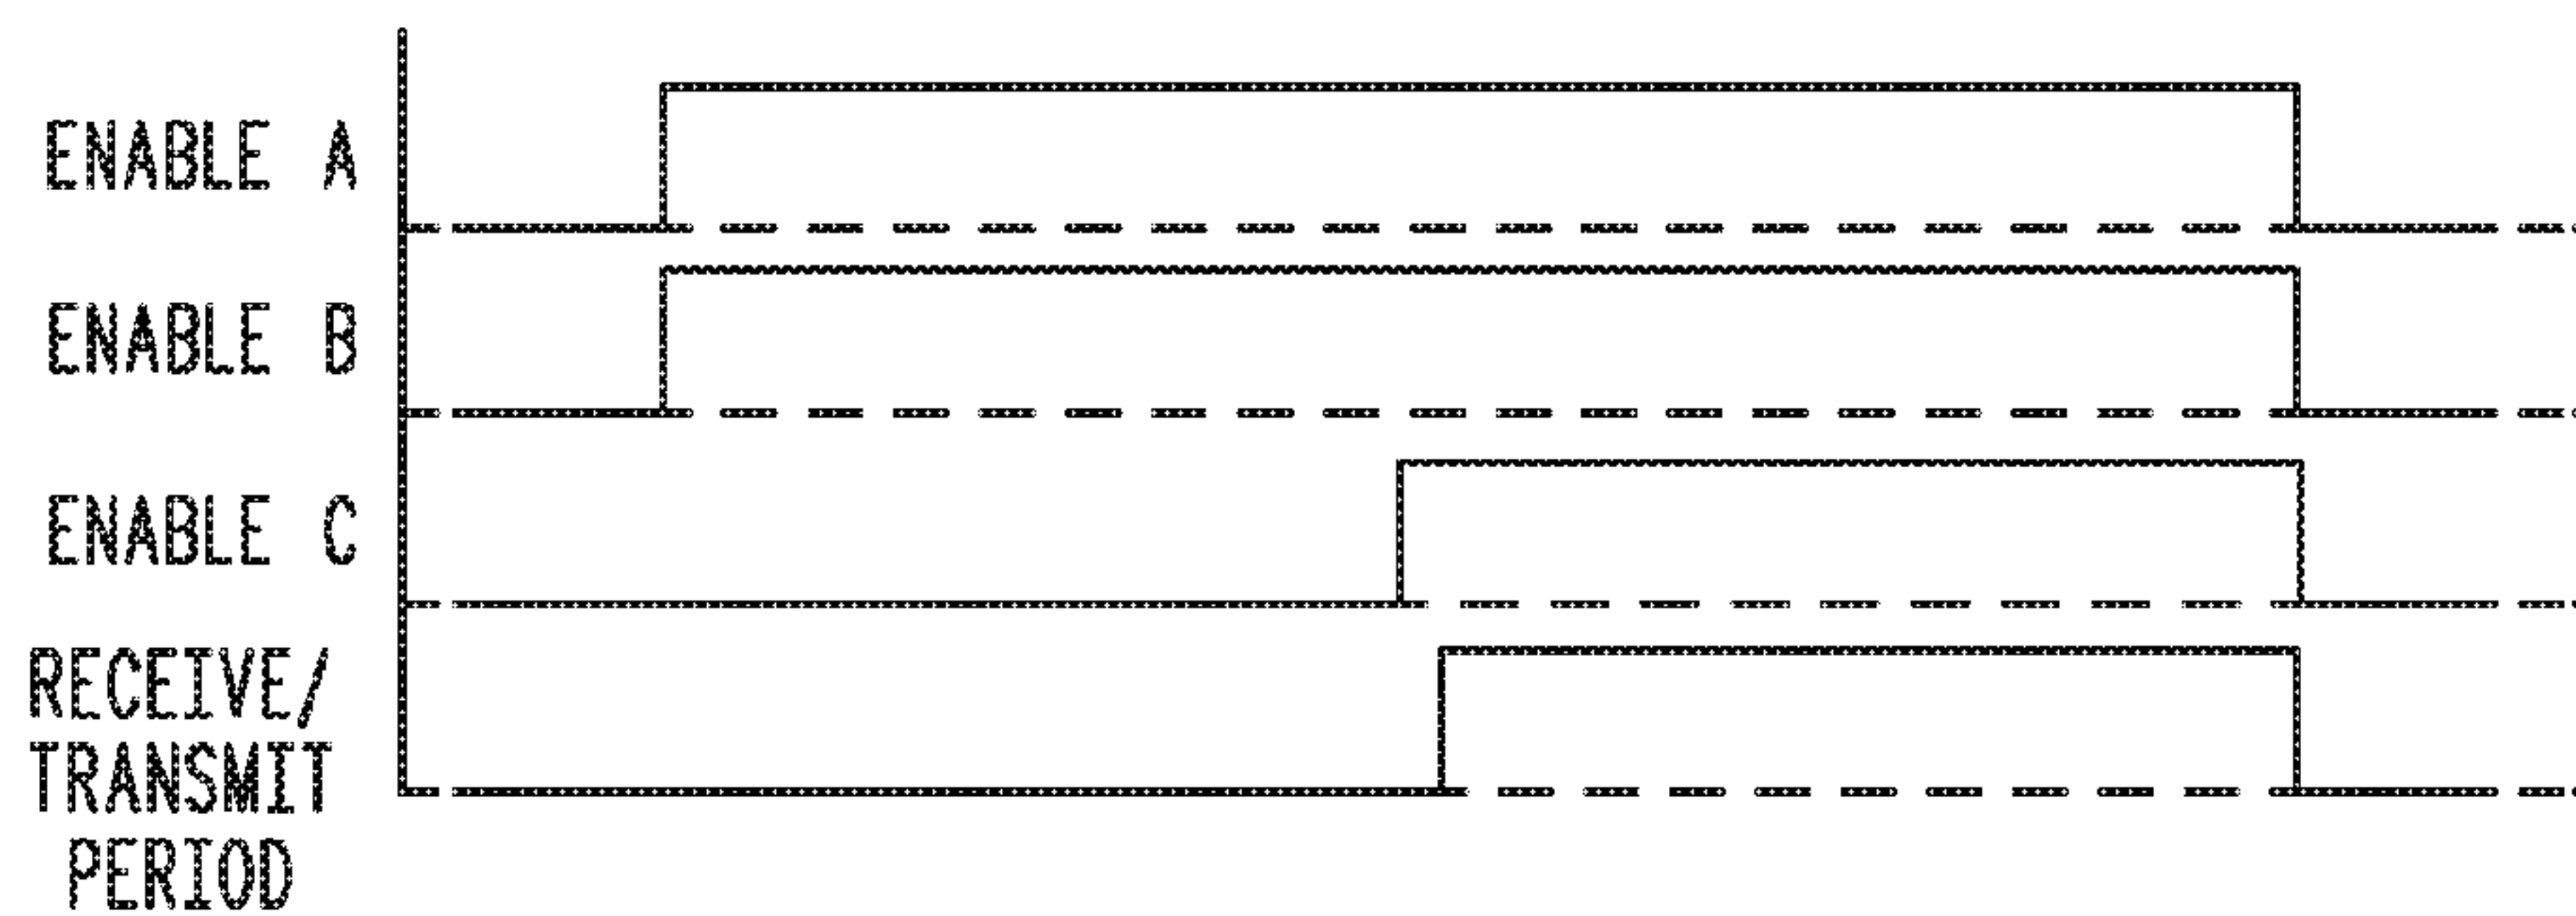 ENABLE A
ENABLE B
ENABLE C
RECEIVE/
TRANSMIT
PERIOD